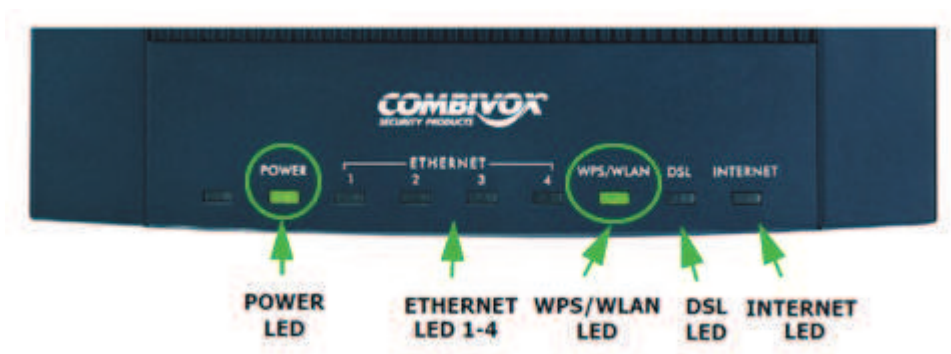 COMBIVOX
SECURITY PRODUCTS
POWER
ETHERNET
1 2 3 4
WPS/WLAN
DSL
INTERNET
POWER
LED
ETHERNET
LED 1-4
WPS/WLAN
LED
DSL
LED
INTERNET
LED